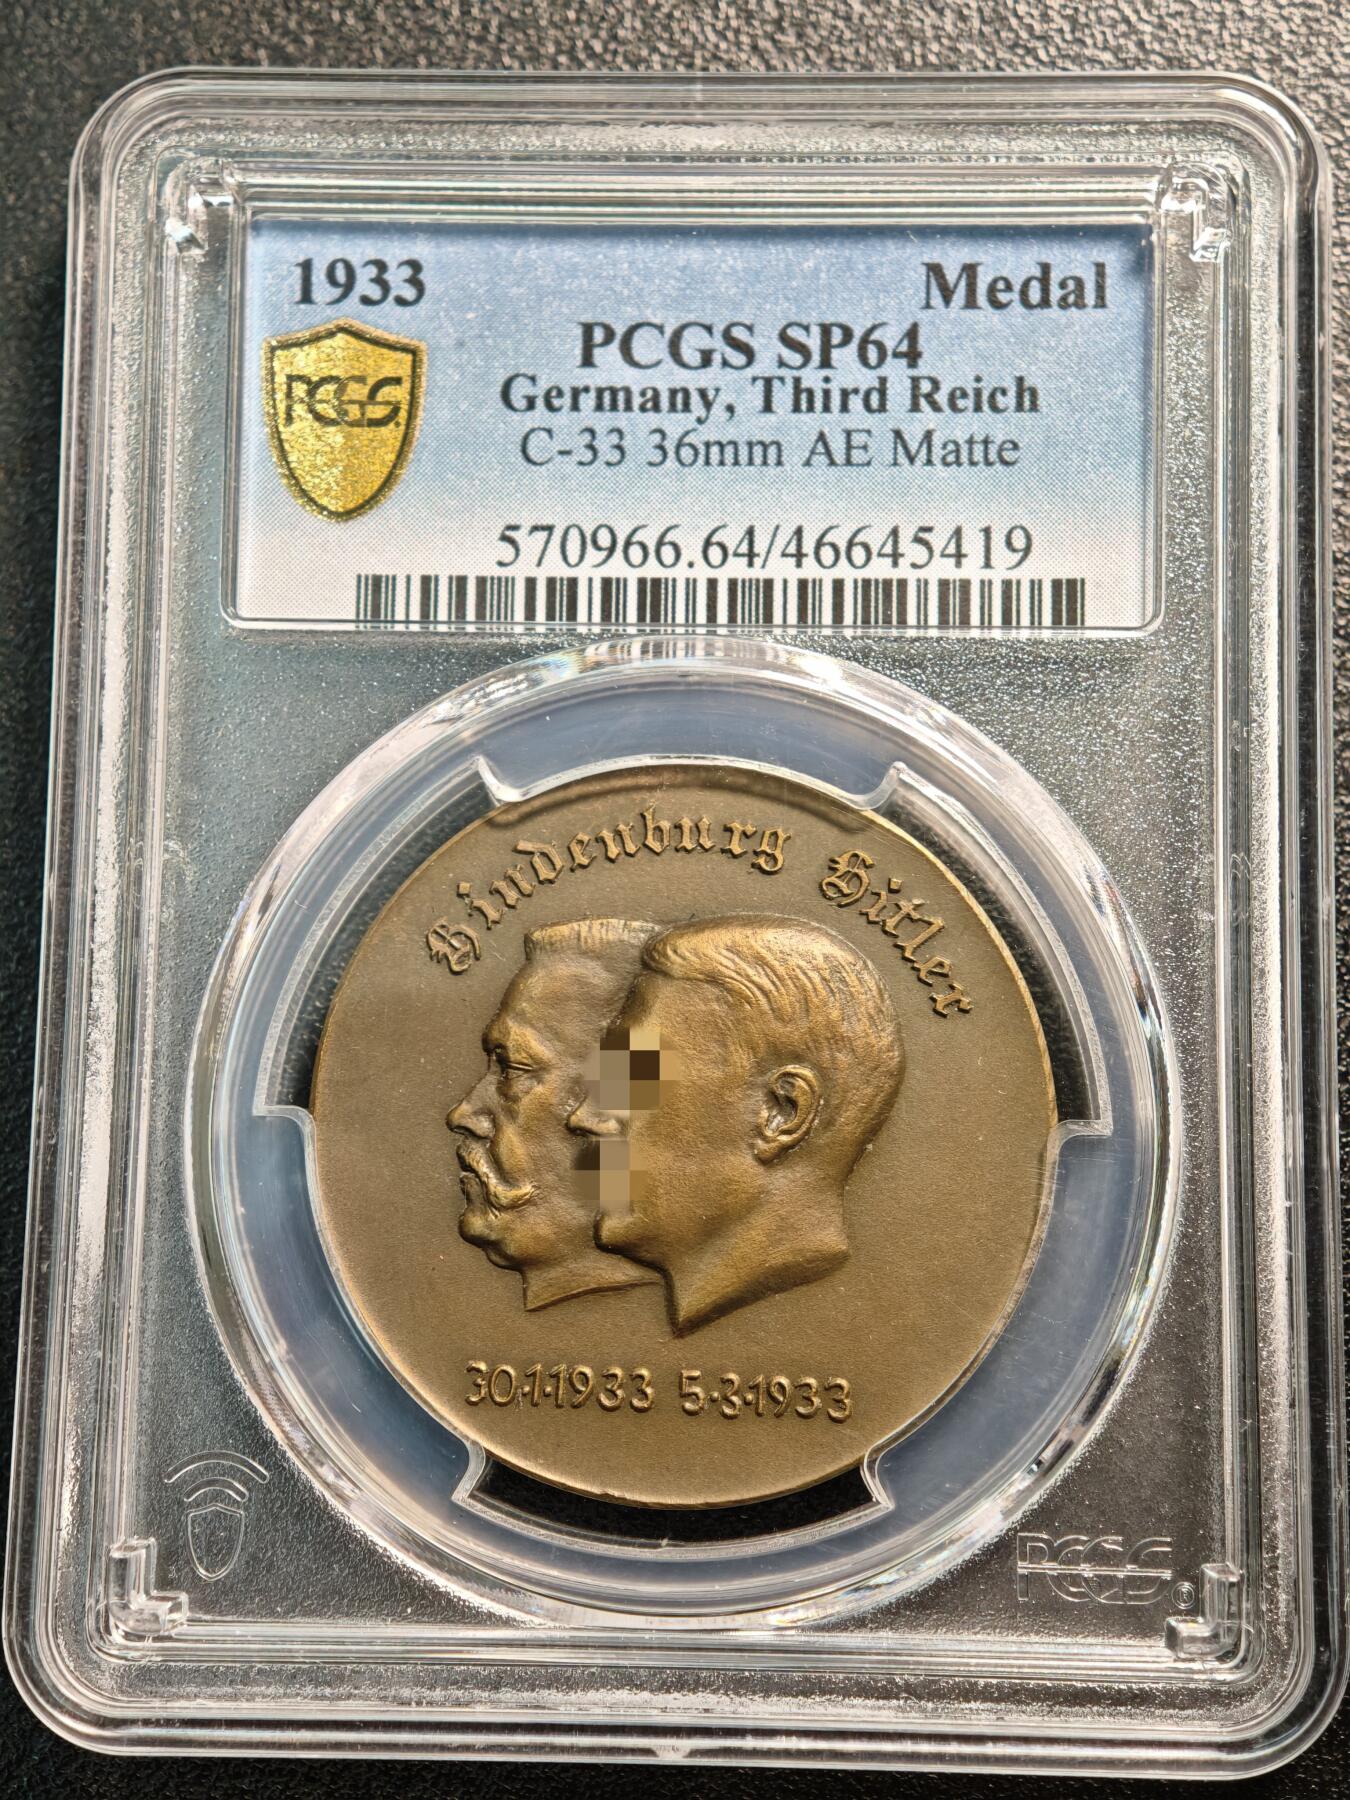 1933 Medal
PCGS SP64
PCGS
Germany, Third Reich
C-33 36mm AE Matte
570966.64/46645419
Hindenburg Hitler
30.1.1933 5.3.1933
PCGS